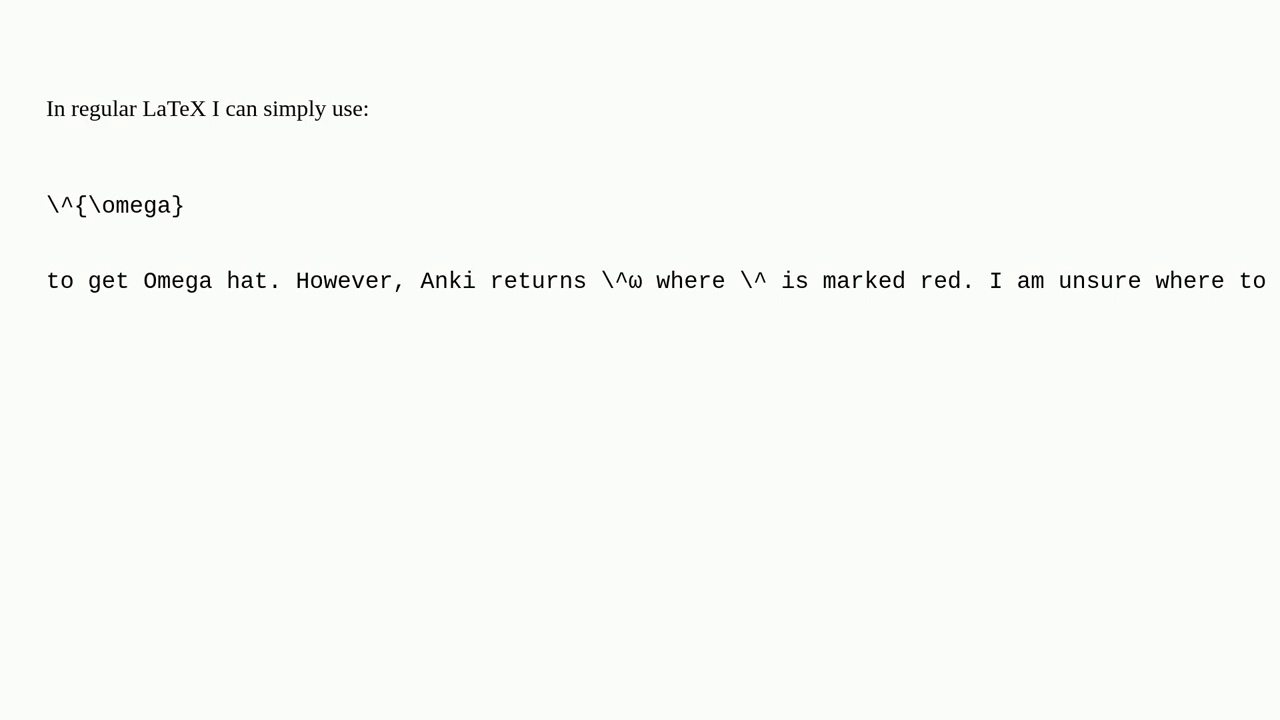 In regular LaTeX I can simply use:
\^{\omega}
to get Omega hat. However, Anki returns \^ω where \^ is marked red. I am unsure where to